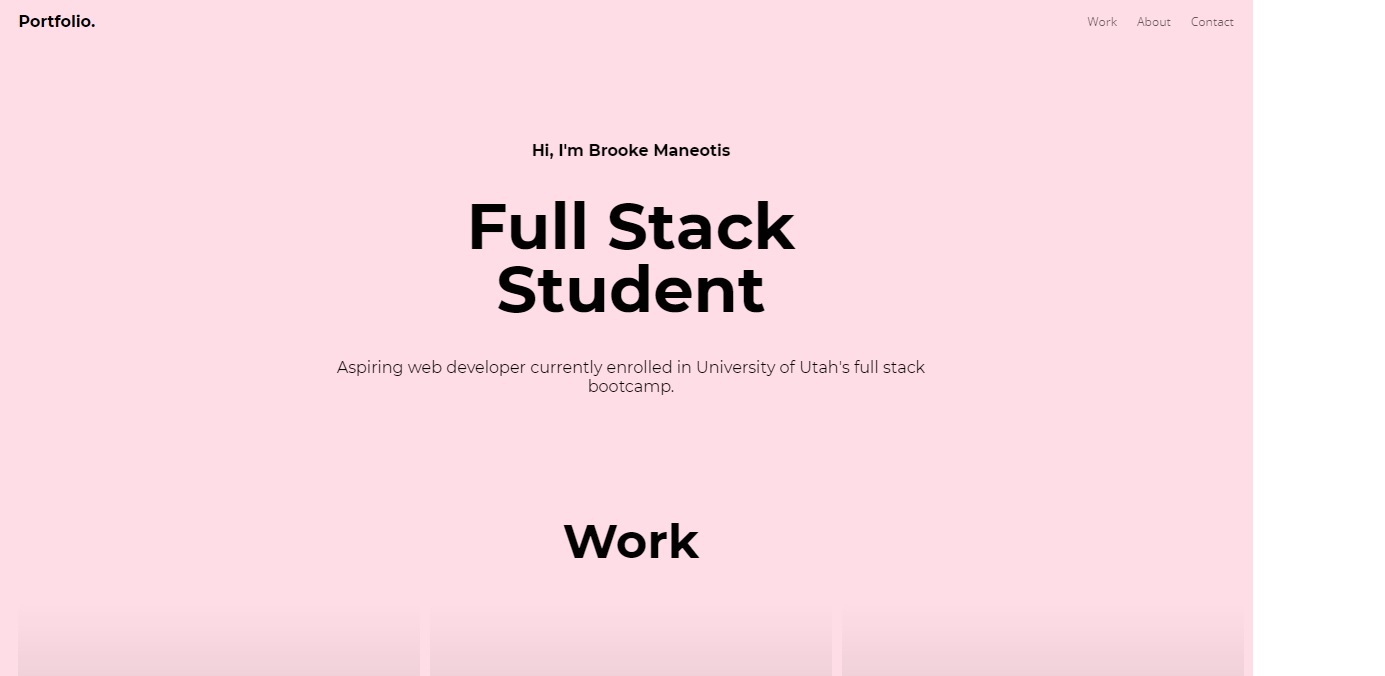 Portfolio.
Work About Contact
Hi, I'm Brooke Maneotis
Full Stack
Student
Aspiring web developer currently enrolled in University of Utah's full stack
bootcamp.
Work